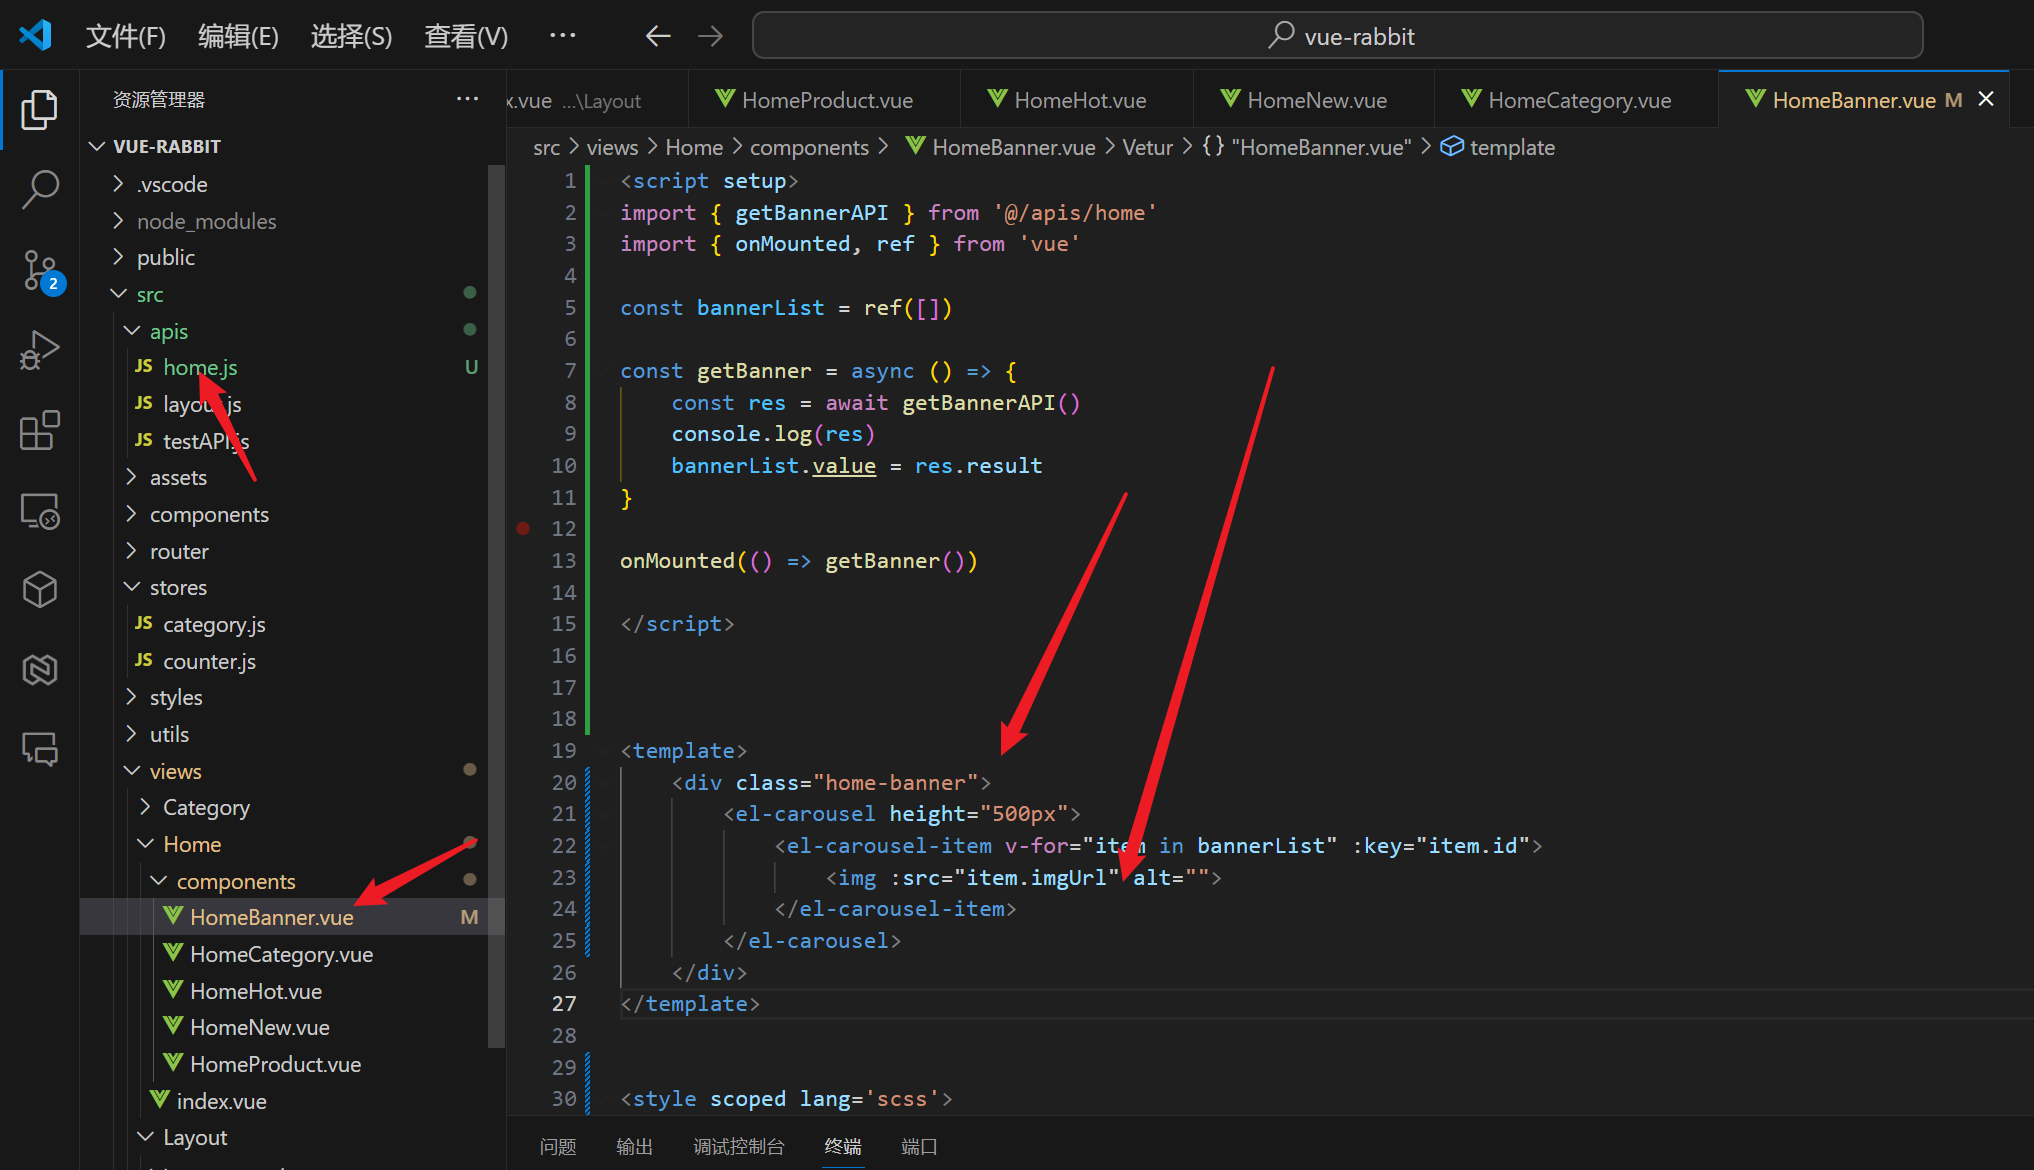 文件(F) 编辑(E) 选择(S) 查看(V) ··· vue-rabbit
资源管理器 ···
VUE-RABBIT
.vscode
node_modules
public
src
apis
JS home.js U
JS layout.js
JS testAPI.js
assets
components
router
stores
JS category.js
JS counter.js
styles
utils
views
Category
Home
components
HomeBanner.vue M
HomeCategory.vue
HomeHot.vue
HomeNew.vue
HomeProduct.vue
index.vue
Layout
2
x.vue ...\Layout HomeProduct.vue HomeHot.vue HomeNew.vue HomeCategory.vue HomeBanner.vue M
src > views > Home > components > HomeBanner.vue > Vetur > {} "HomeBanner.vue" > template
1 <script setup>
2 import { getBannerAPI } from '@/apis/home'
3 import { onMounted, ref } from 'vue'
4
5 const bannerList = ref([])
6
7 const getBanner = async () => {
8 const res = await getBannerAPI()
9 console.log(res)
10 bannerList.value = res.result
11 }
12
13 onMounted(() => getBanner())
14
15 </script>
16
17
18
19 <template>
20 <div class="home-banner">
21 <el-carousel height="500px">
22 <el-carousel-item v-for="item in bannerList" :key="item.id">
23 <img :src="item.imgUrl" alt="">
24 </el-carousel-item>
25 </el-carousel>
26 </div>
27 </template>
28
29
30 <style scoped lang='scss'>
问题 输出 调试控制台 终端 端口